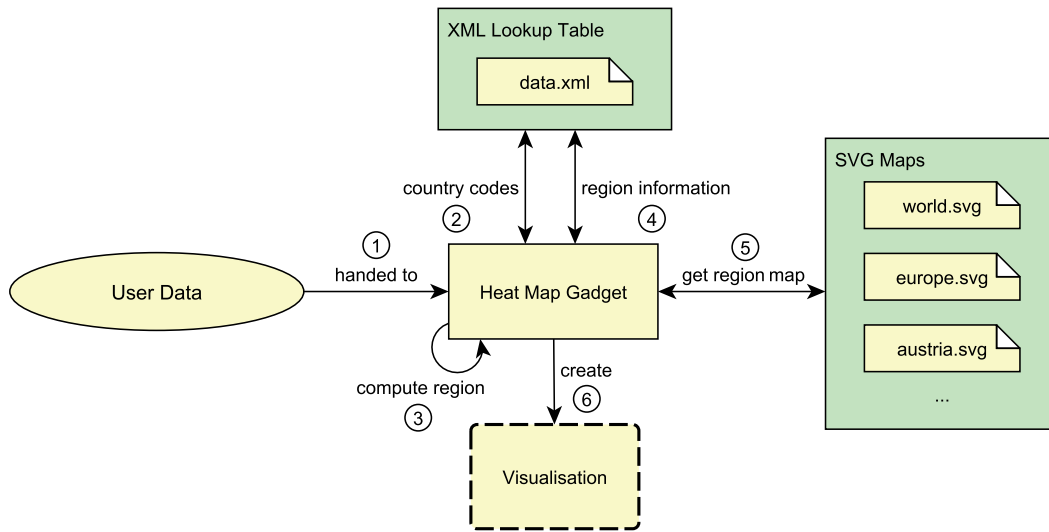 XML Lookup Table
data.xml
country codes
2
region information
4
SVG Maps
world.svg
europe.svg
austria.svg
...
1
handed to
User Data
Heat Map Gadget
5
get region map
compute region
3
create
6
Visualisation